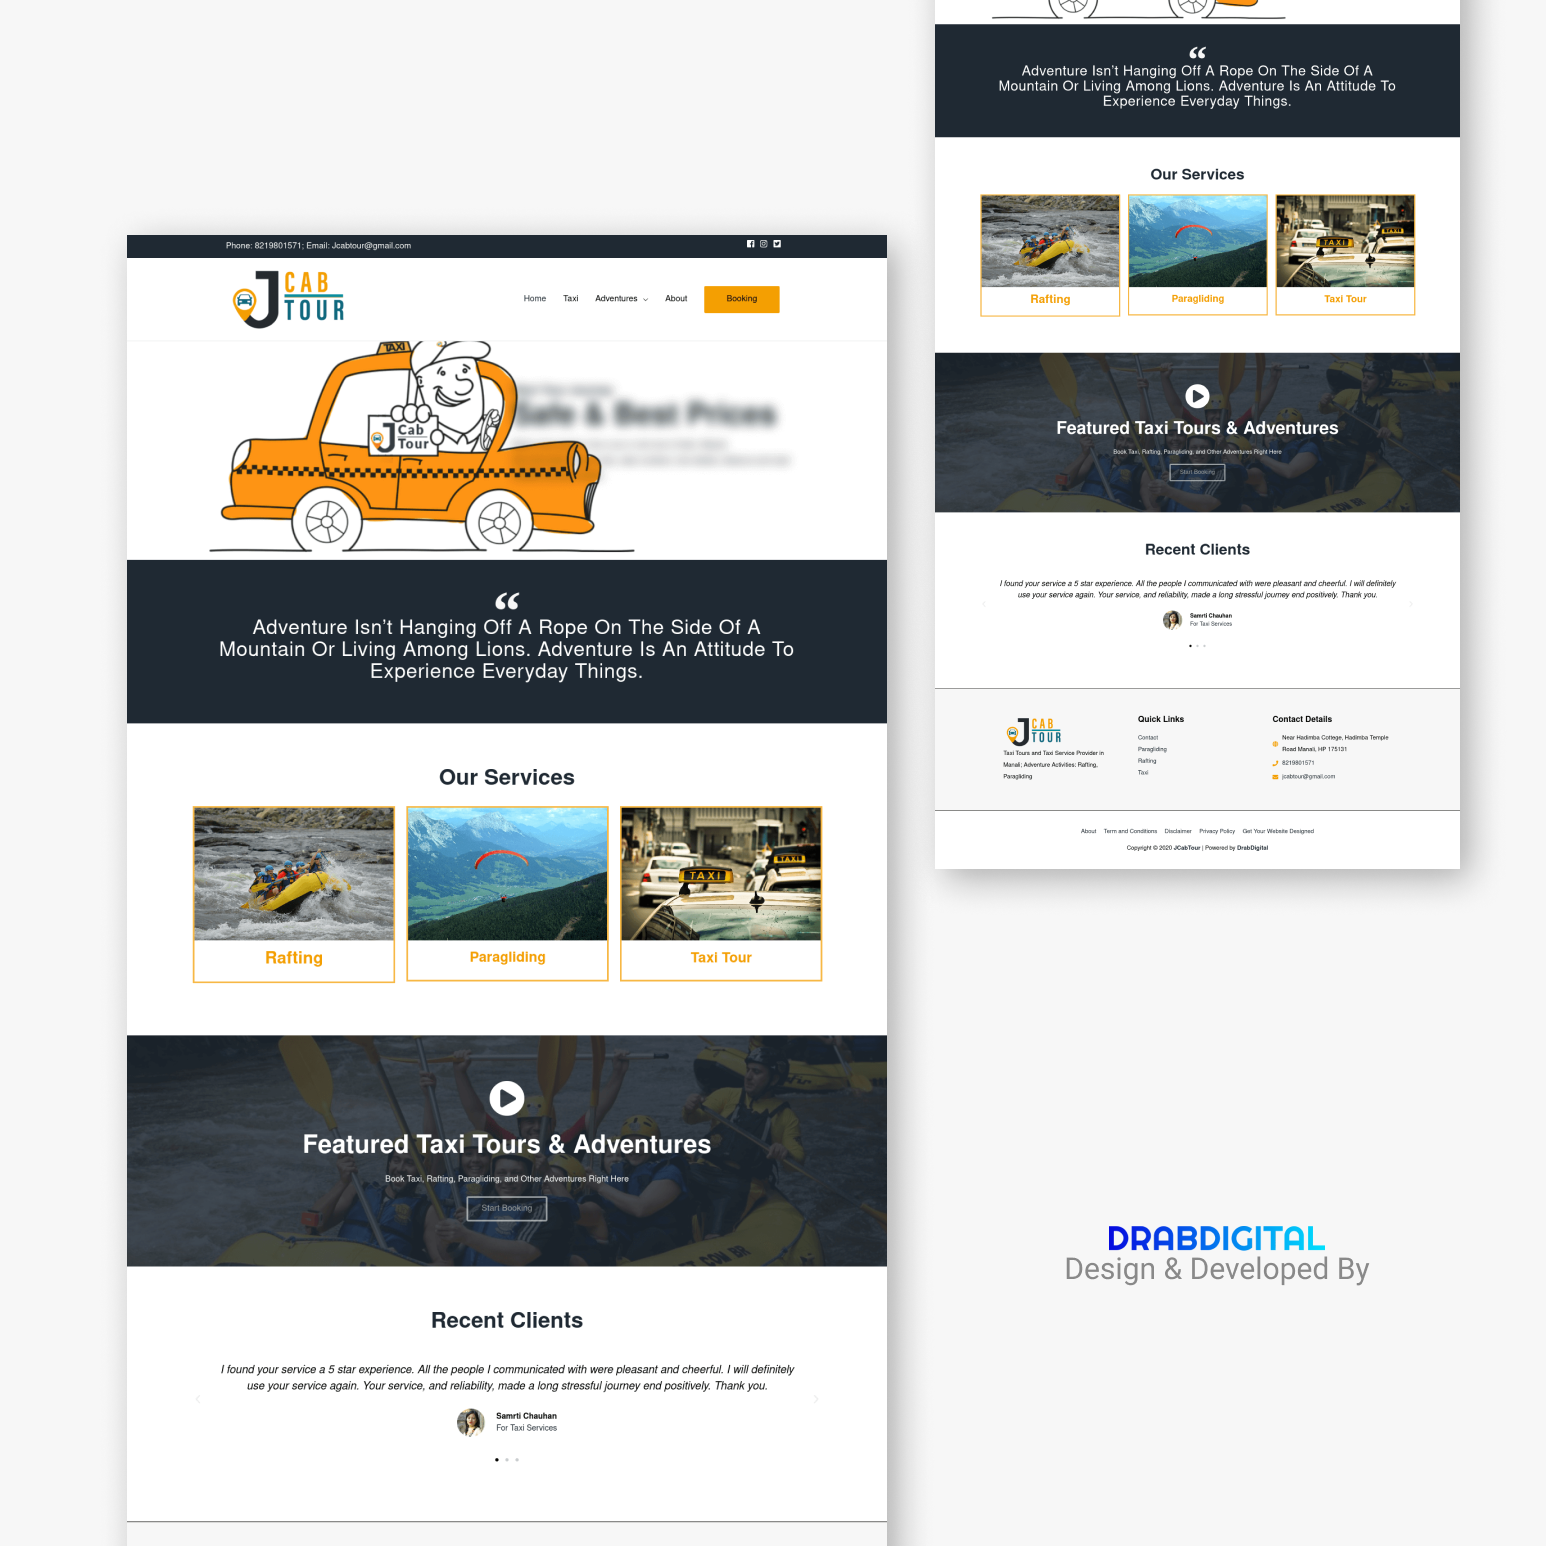 Phone: 8219801571; Email: Jcabtour@gmail.com
J CAB
TOUR
Home Taxi Adventures About Booking
TAXI
J Cab
Tour
Safe & Best Prices
“
Adventure Isn’t Hanging Off A Rope On The Side Of A
Mountain Or Living Among Lions. Adventure Is An Attitude To
Experience Everyday Things.
Our Services
TAXI
TAXI
Rafting
Paragliding
Taxi Tour
Featured Taxi Tours & Adventures
Book Taxi, Rafting, Paragliding, and Other Adventures Right Here
Start Booking
Recent Clients
I found your service a 5 star experience. All the people I communicated with were pleasant and cheerful. I will definitely
use your service again. Your service, and reliability, made a long stressful journey end positively. Thank you.
Samrti Chauhan
For Taxi Services
“
Adventure Isn’t Hanging Off A Rope On The Side Of A
Mountain Or Living Among Lions. Adventure Is An Attitude To
Experience Everyday Things.
Our Services
TAXI
TAXI
Rafting
Paragliding
Taxi Tour
Featured Taxi Tours & Adventures
Book Taxi, Rafting, Paragliding, and Other Adventures Right Here
Start Booking
Recent Clients
I found your service a 5 star experience. All the people I communicated with were pleasant and cheerful. I will definitely
use your service again. Your service, and reliability, made a long stressful journey end positively. Thank you.
Samrti Chauhan
For Taxi Services
J CAB
TOUR
Taxi Tours and Taxi Service Provider in
Manali; Adventure Activities: Rafting,
Paragliding
Quick Links
Contact
Paragliding
Rafting
Taxi
Contact Details
Near Hadimba Cottege, Hadimba Temple
Road Manali, HP 175131
8219801571
jcabtour@gmail.com
About Term and Conditions Disclaimer Privacy Policy Get Your Website Designed
Copyright © 2020 JCabTour | Powered by DrabDigital
DRABDIGITAL
Design & Developed By